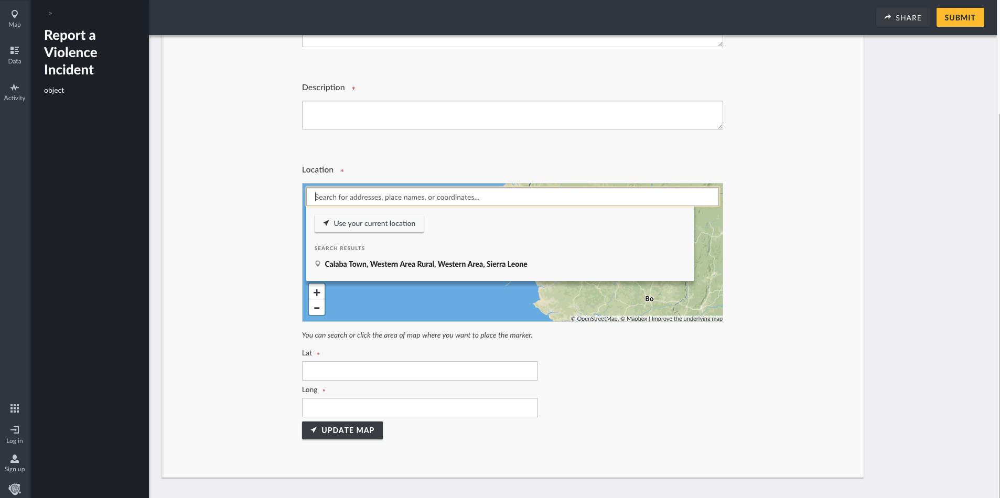 Map
Data
Activity
Log in
Sign up
>
Report a
Violence
Incident
object
SHARE
SUBMIT
Description *
Location *
Search for addresses, place names, or coordinates...
Use your current location
SEARCH RESULTS
Calaba Town, Western Area Rural, Western Area, Sierra Leone
+
−
Bo
© OpenStreetMap, © Mapbox | Improve the underlying map
You can search or click the area of map where you want to place the marker.
Lat *
Long *
UPDATE MAP